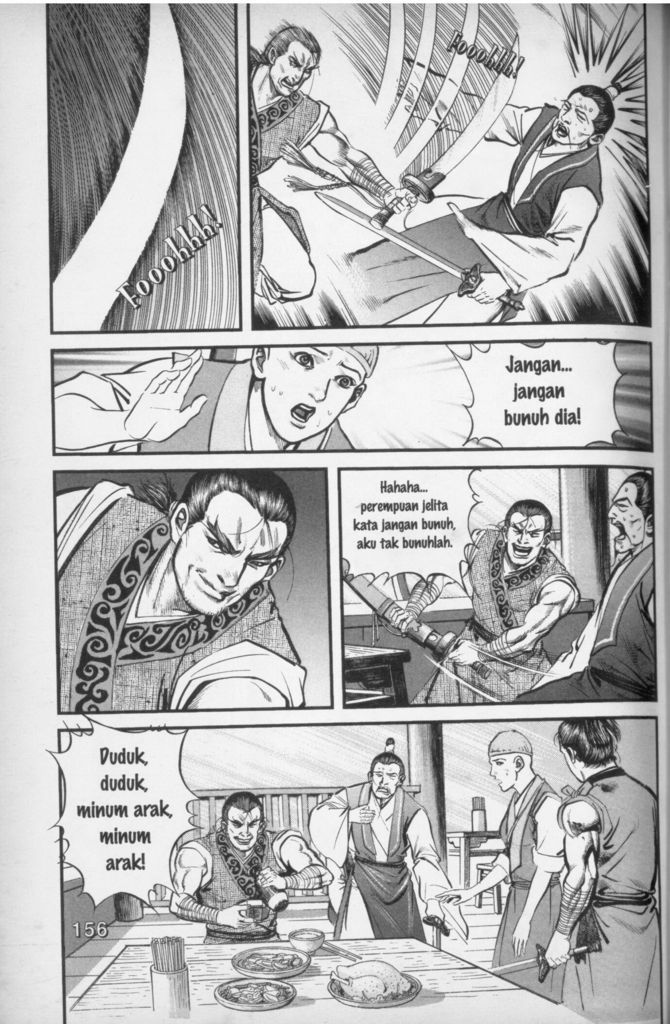 Fooohhh!
Fooohhh!
Jangan...
jangan
bunuh dia!
Hahaha...
perempuan jelita
kata jangan bunuh,
aku tak bunuhlah.
Duduk,
duduk,
minum arak,
minum
arak!
156